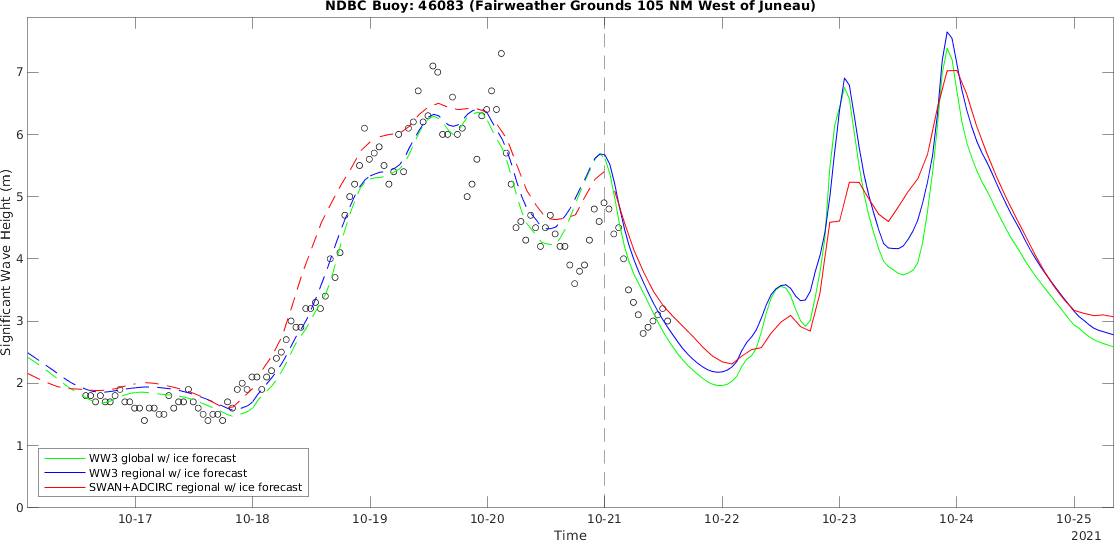 NDBC Buoy: 46083 (Fairweather Grounds 105 NM West of Juneau)
Significant Wave Height (m)
7
6
5
4
3
2
1
0
WW3 global w/ ice forecast
WW3 regional w/ ice forecast
SWAN+ADCIRC regional w/ ice forecast
10-17 10-18 10-19 10-20 10-21 10-22 10-23 10-24 10-25
Time
2021